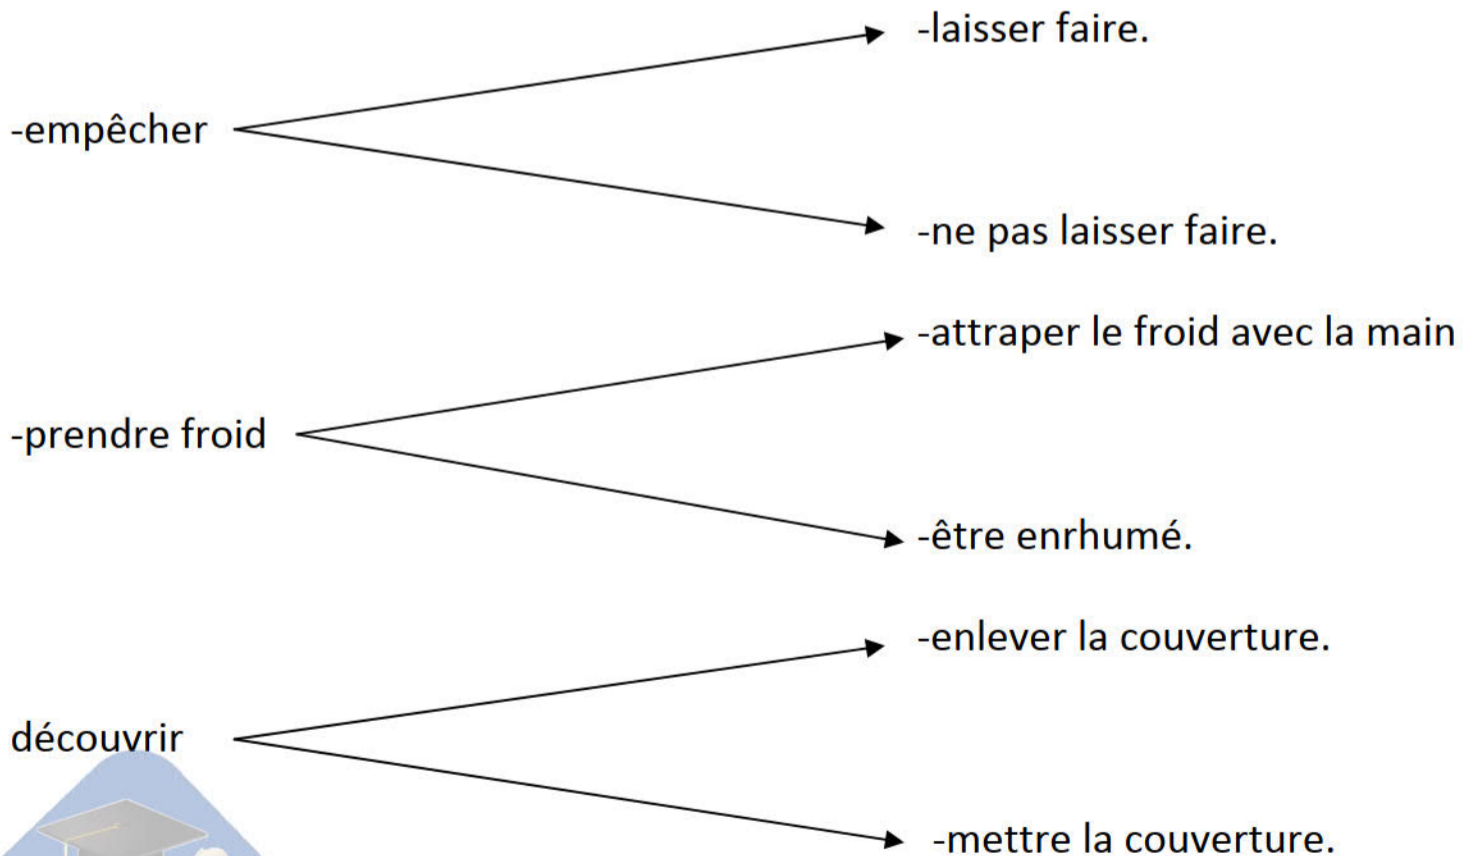 -laisser faire.
-empêcher
-ne pas laisser faire.
-attraper le froid avec la main
-prendre froid
-être enrhumé.
-enlever la couverture.
découvrir
-mettre la couverture.